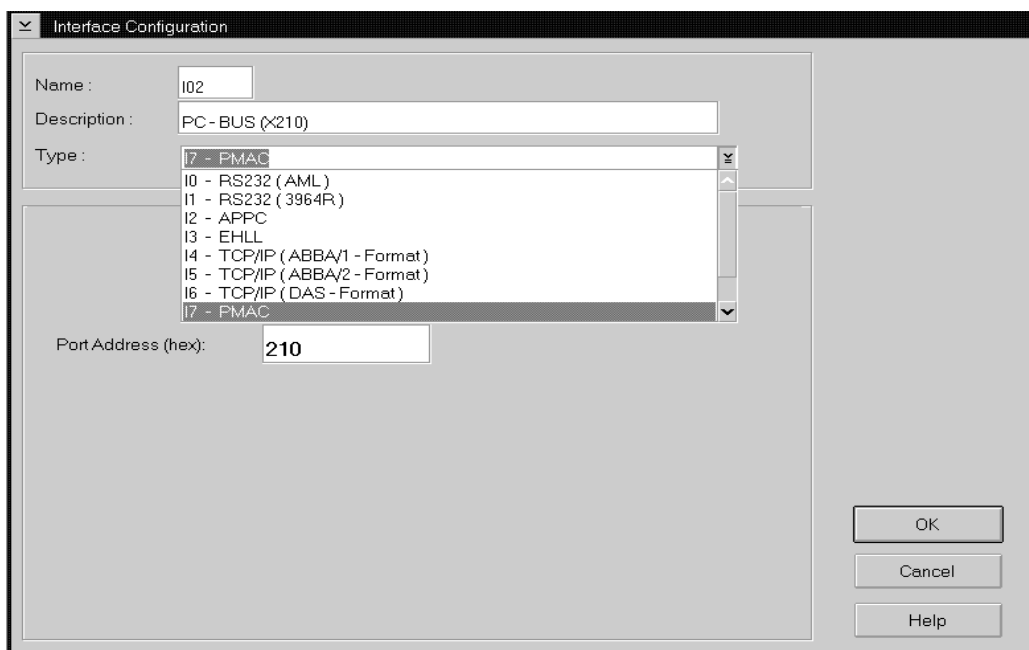 Interface Configuration
Name :
I02
Description :
PC - BUS (X210)
Type :
I7 - PMAC
I0 - RS232 ( AML )
I1 - RS232 ( 3964R )
I2 - APPC
I3 - EHLL
I4 - TCP/IP ( ABBA/1 - Format )
I5 - TCP/IP ( ABBA/2 - Format )
I6 - TCP/IP ( DAS - Format )
I7 - PMAC
Port Address (hex):
210
OK
Cancel
Help